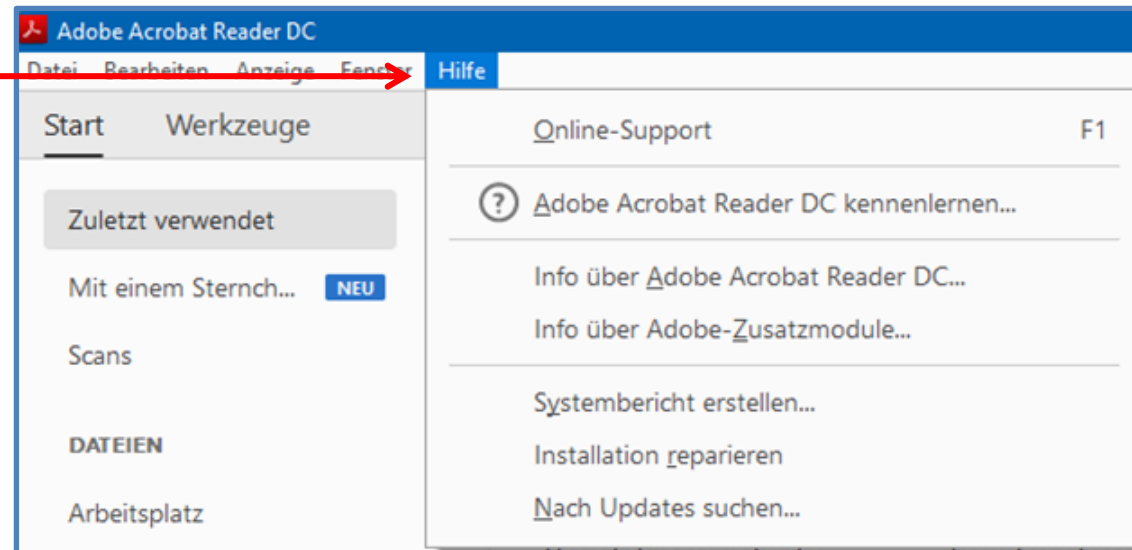 Adobe Acrobat Reader DC
Datei Bearbeiten Anzeige Fenster Hilfe
Start Werkzeuge
Zuletzt verwendet
Mit einem Sternch... NEU
Scans
DATEIEN
Arbeitsplatz
Online-Support F1
Adobe Acrobat Reader DC kennenlernen...
Info über Adobe Acrobat Reader DC...
Info über Adobe-Zusatzmodule...
Systembericht erstellen...
Installation reparieren
Nach Updates suchen...